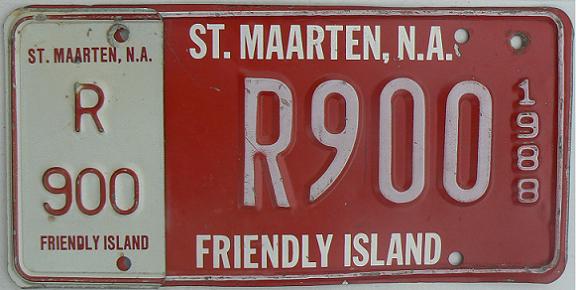 ST. MAARTEN, N.A.
R
900
FRIENDLY ISLAND
ST. MAARTEN, N.A.
R900
1988
FRIENDLY ISLAND